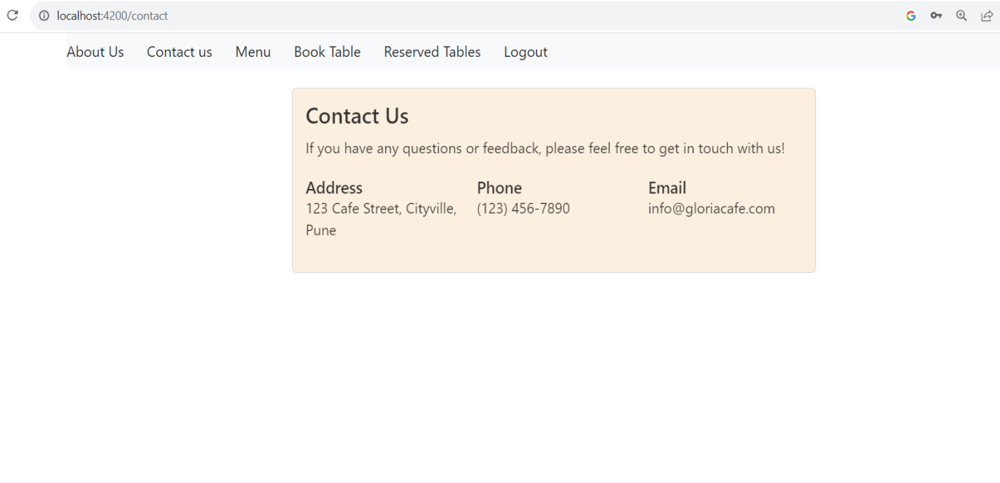 localhost:4200/contact
About Us Contact us Menu Book Table Reserved Tables Logout
Contact Us
If you have any questions or feedback, please feel free to get in touch with us!
Address Phone Email
123 Cafe Street, Cityville, (123) 456-7890 info@gloriacafe.com
Pune